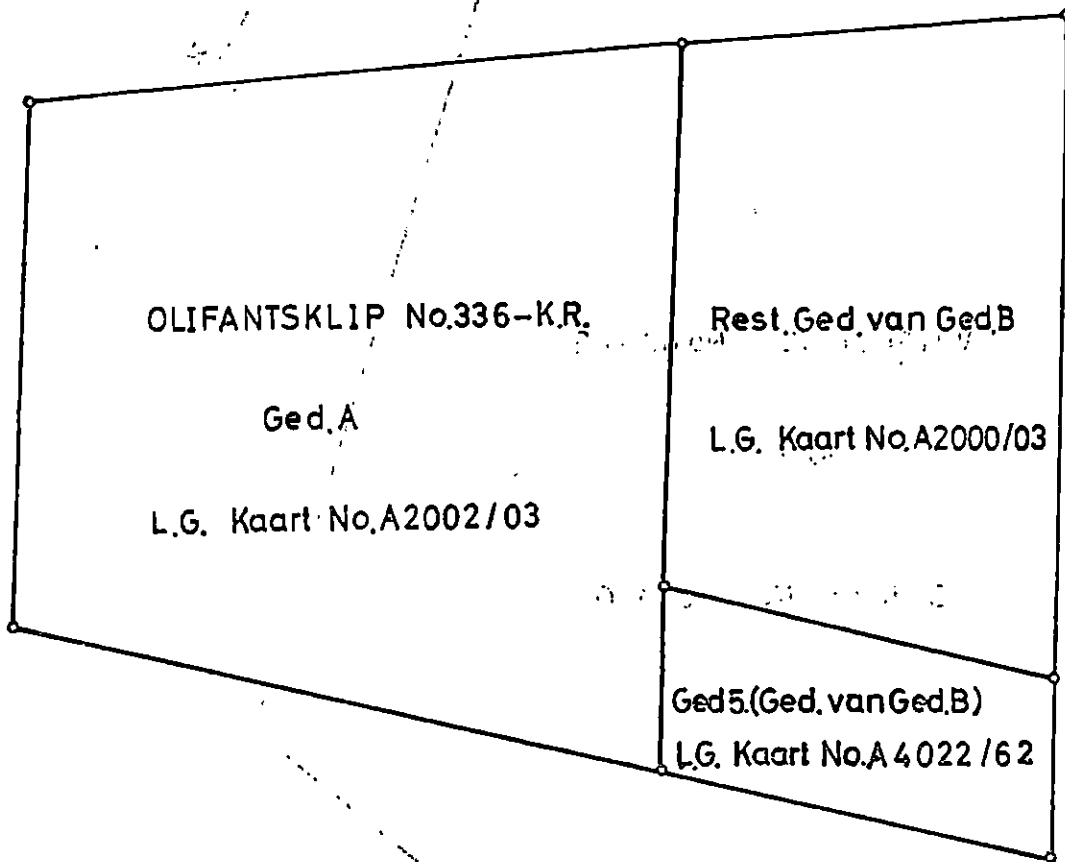 OLIFANTSKLIP No.336-K.R.
Ged.A
L.G. Kaart No.A2002/03
Rest.Ged.van Ged.B
L.G. Kaart No.A2000/03
Ged5.(Ged.vanGed.B)
L.G. Kaart No.A4022/62